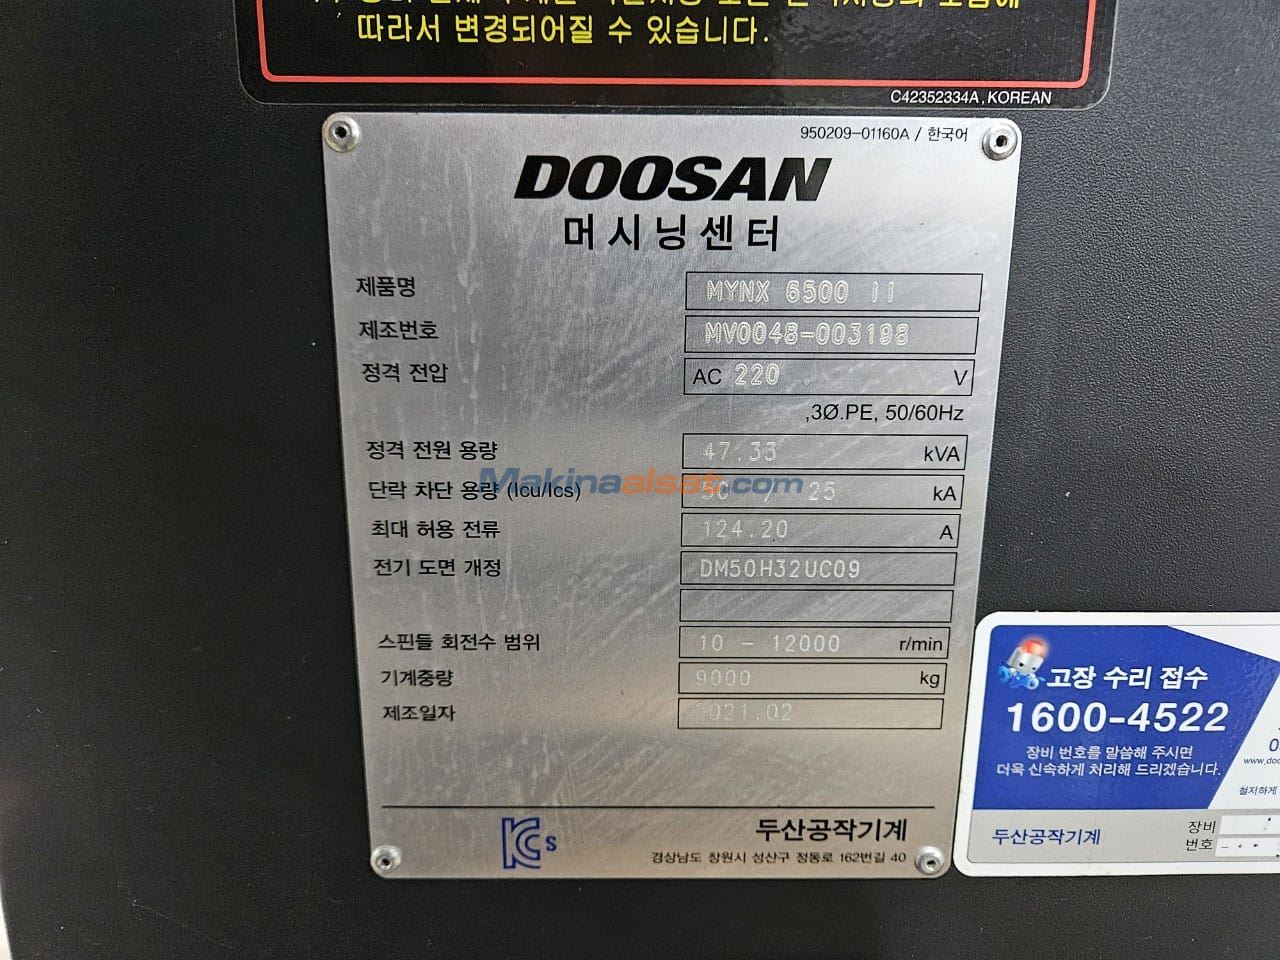 따라서 변경되어질 수 있습니다.
C42352334A, KOREAN
950209-01160A / 한국어
DOOSAN
머시닝센터
제품명 MYNX 6500 II
제조번호 MV0048-003198
정격 전압 AC 220 V
,3Ø.PE, 50/60Hz
정격 전원 용량 47.33 kVA
Makinaalsat.com
단락 차단 용량 (Icu/Ics) 50 / 25 kA
최대 허용 전류 124.20 A
전기 도면 개정 DM50H32UC09
스핀들 회전수 범위 10 - 12000 r/min
기계중량 9000 kg
제조일자 2021.02
KCs
두산공작기계
경상남도 창원시 성산구 정동로 162번길 40
고장 수리 접수
1600-4522
장비 번호를 말씀해 주시면
더욱 신속하게 처리해 드리겠습니다.
www.doo
철저하게
두산공작기계
장비
번호